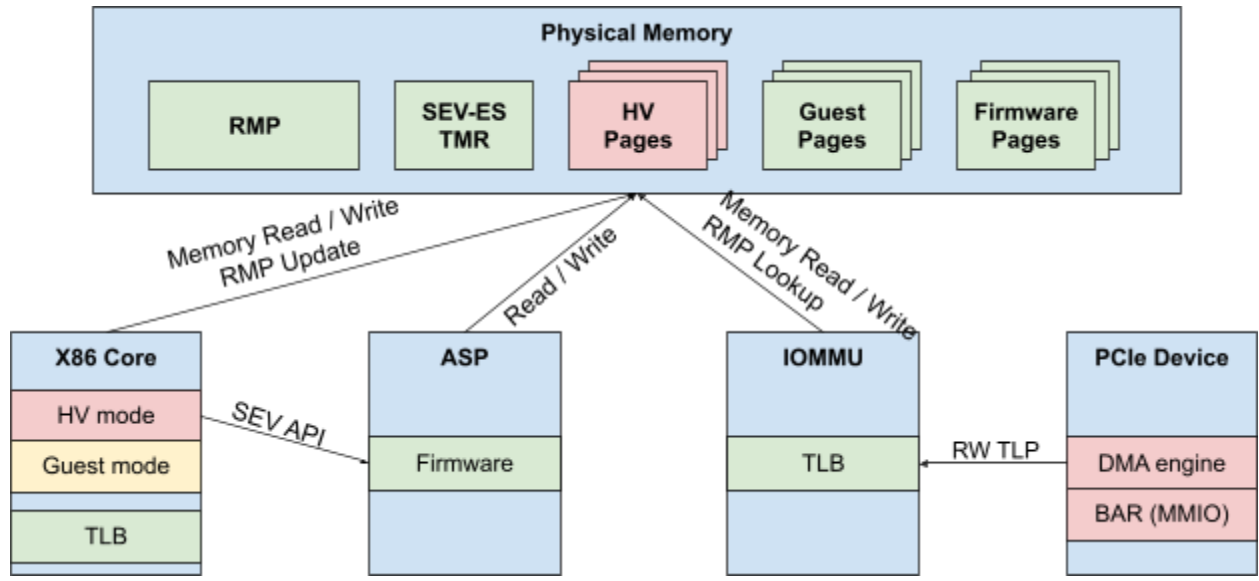 Physical Memory
RMP
SEV-ES
TMR
HV
Pages
Guest
Pages
Firmware
Pages
Memory Read / Write
RMP Update
Read / Write
Memory Read / Write
RMP Lookup
X86 Core
HV mode
Guest mode
TLB
SEV API
ASP
Firmware
IOMMU
TLB
RW TLP
PCIe Device
DMA engine
BAR (MMIO)